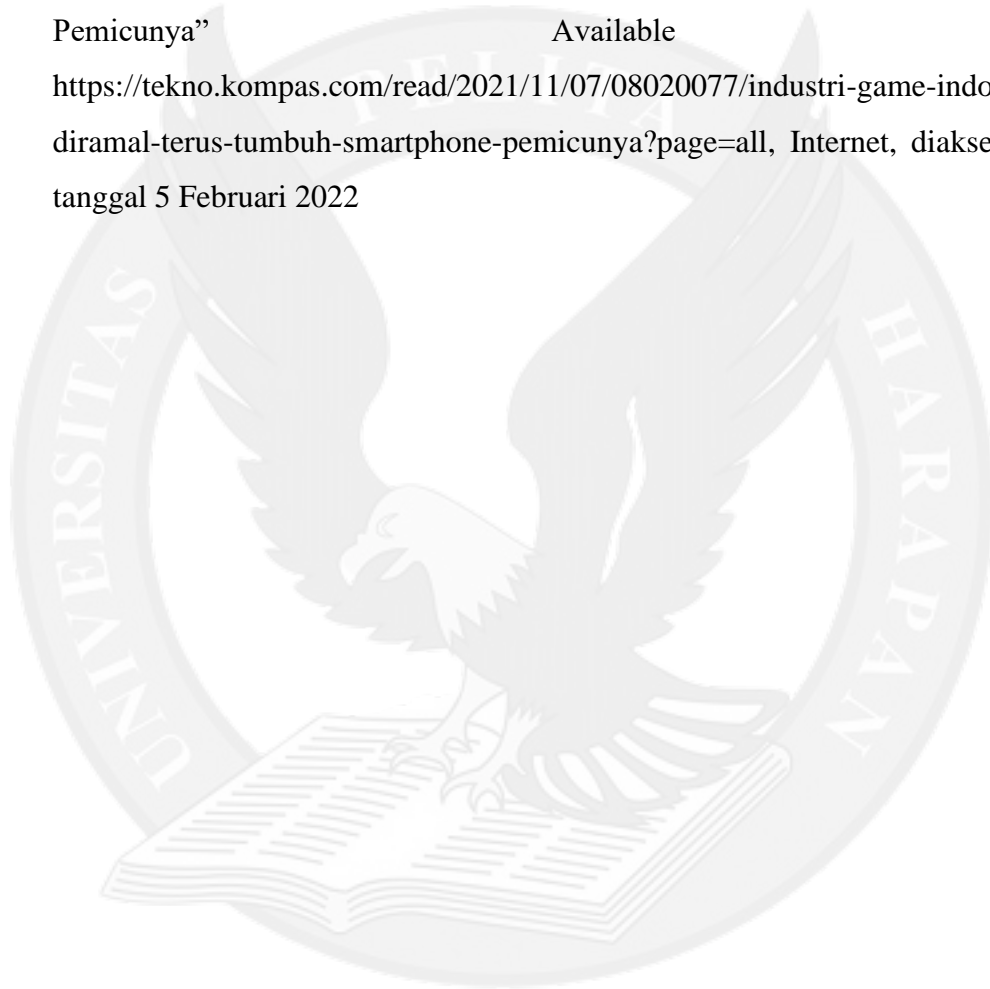 Pemicunya” Available
https://tekno.kompas.com/read/2021/11/07/08020077/industri-game-indo
diramal-terus-tumbuh-smartphone-pemicunya?page=all, Internet, diakse
tanggal 5 Februari 2022
UNIVERSITAS PELITA HARAPAN